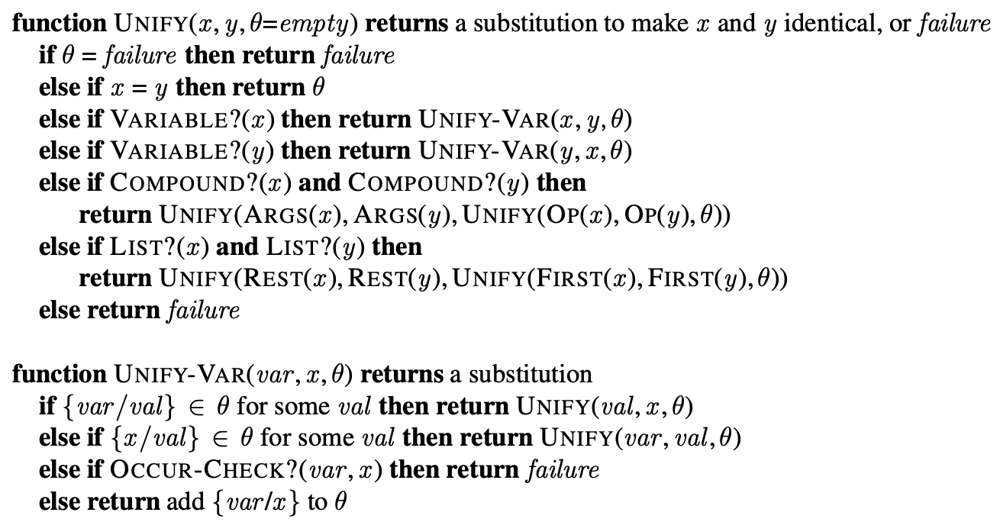 function UNIFY(x, y, θ=empty) returns a substitution to make x and y identical, or failure
if θ = failure then return failure
else if x = y then return θ
else if VARIABLE?(x) then return UNIFY-VAR(x, y, θ)
else if VARIABLE?(y) then return UNIFY-VAR(y, x, θ)
else if COMPOUND?(x) and COMPOUND?(y) then
return UNIFY(ARGS(x), ARGS(y), UNIFY(OP(x), OP(y), θ))
else if LIST?(x) and LIST?(y) then
return UNIFY(REST(x), REST(y), UNIFY(FIRST(x), FIRST(y), θ))
else return failure
function UNIFY-VAR(var, x, θ) returns a substitution
if {var/val} ∈ θ for some val then return UNIFY(val, x, θ)
else if {x/val} ∈ θ for some val then return UNIFY(var, val, θ)
else if OCCUR-CHECK?(var, x) then return failure
else return add {var/x} to θ